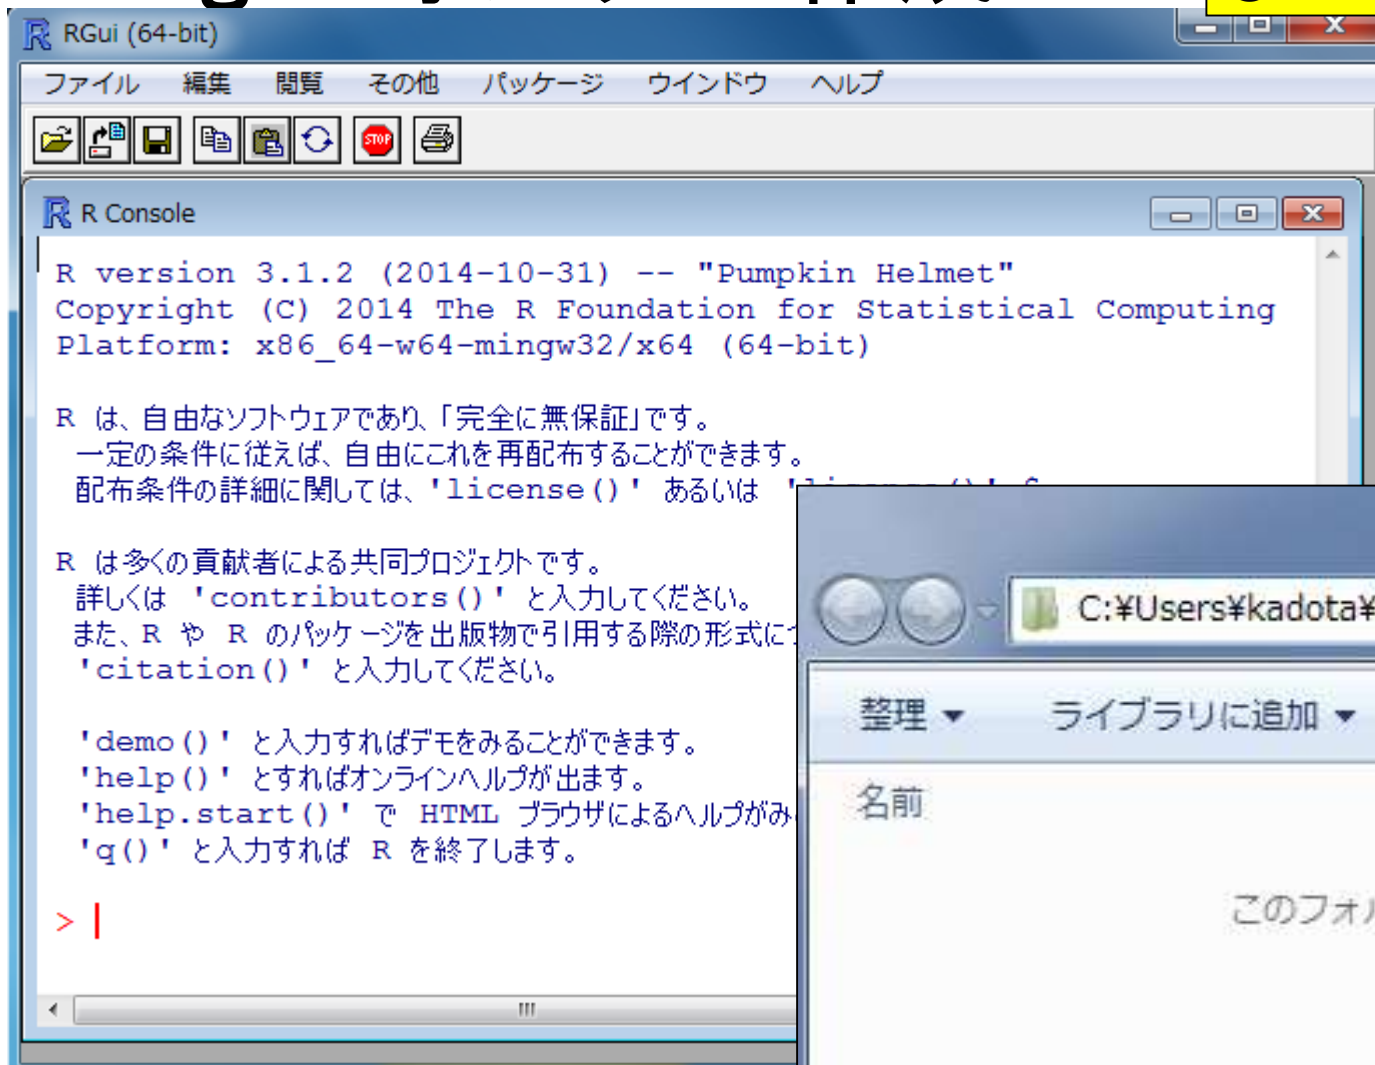 RGui (64-bit)
ファイル 編集 閲覧 その他 パッケージ ウインドウ ヘルプ
STOP
R Console
R version 3.1.2 (2014-10-31) -- "Pumpkin Helmet"
Copyright (C) 2014 The R Foundation for Statistical Computing
Platform: x86_64-w64-mingw32/x64 (64-bit)
R は、自由なソフトウェアであり、「完全に無保証」です。
一定の条件に従えば、自由にこれを再配布することができます。
配布条件の詳細に関しては、'license()' あるいは
R は多くの貢献者による共同プロジェクトです。
詳しくは 'contributors()' と入力してください。
また、R や R のパッケージを出版物で引用する際の形式に
'citation()' と入力してください。
'demo()' と入力すればデモをみることができます。
'help()' とすればオンラインヘルプが出ます。
'help.start()' で HTML ブラウザによるヘルプがみ
'q()' と入力すれば R を終了します。
>
C:¥Users¥kadota¥
整理 ライブラリに追加
名前
このフォ